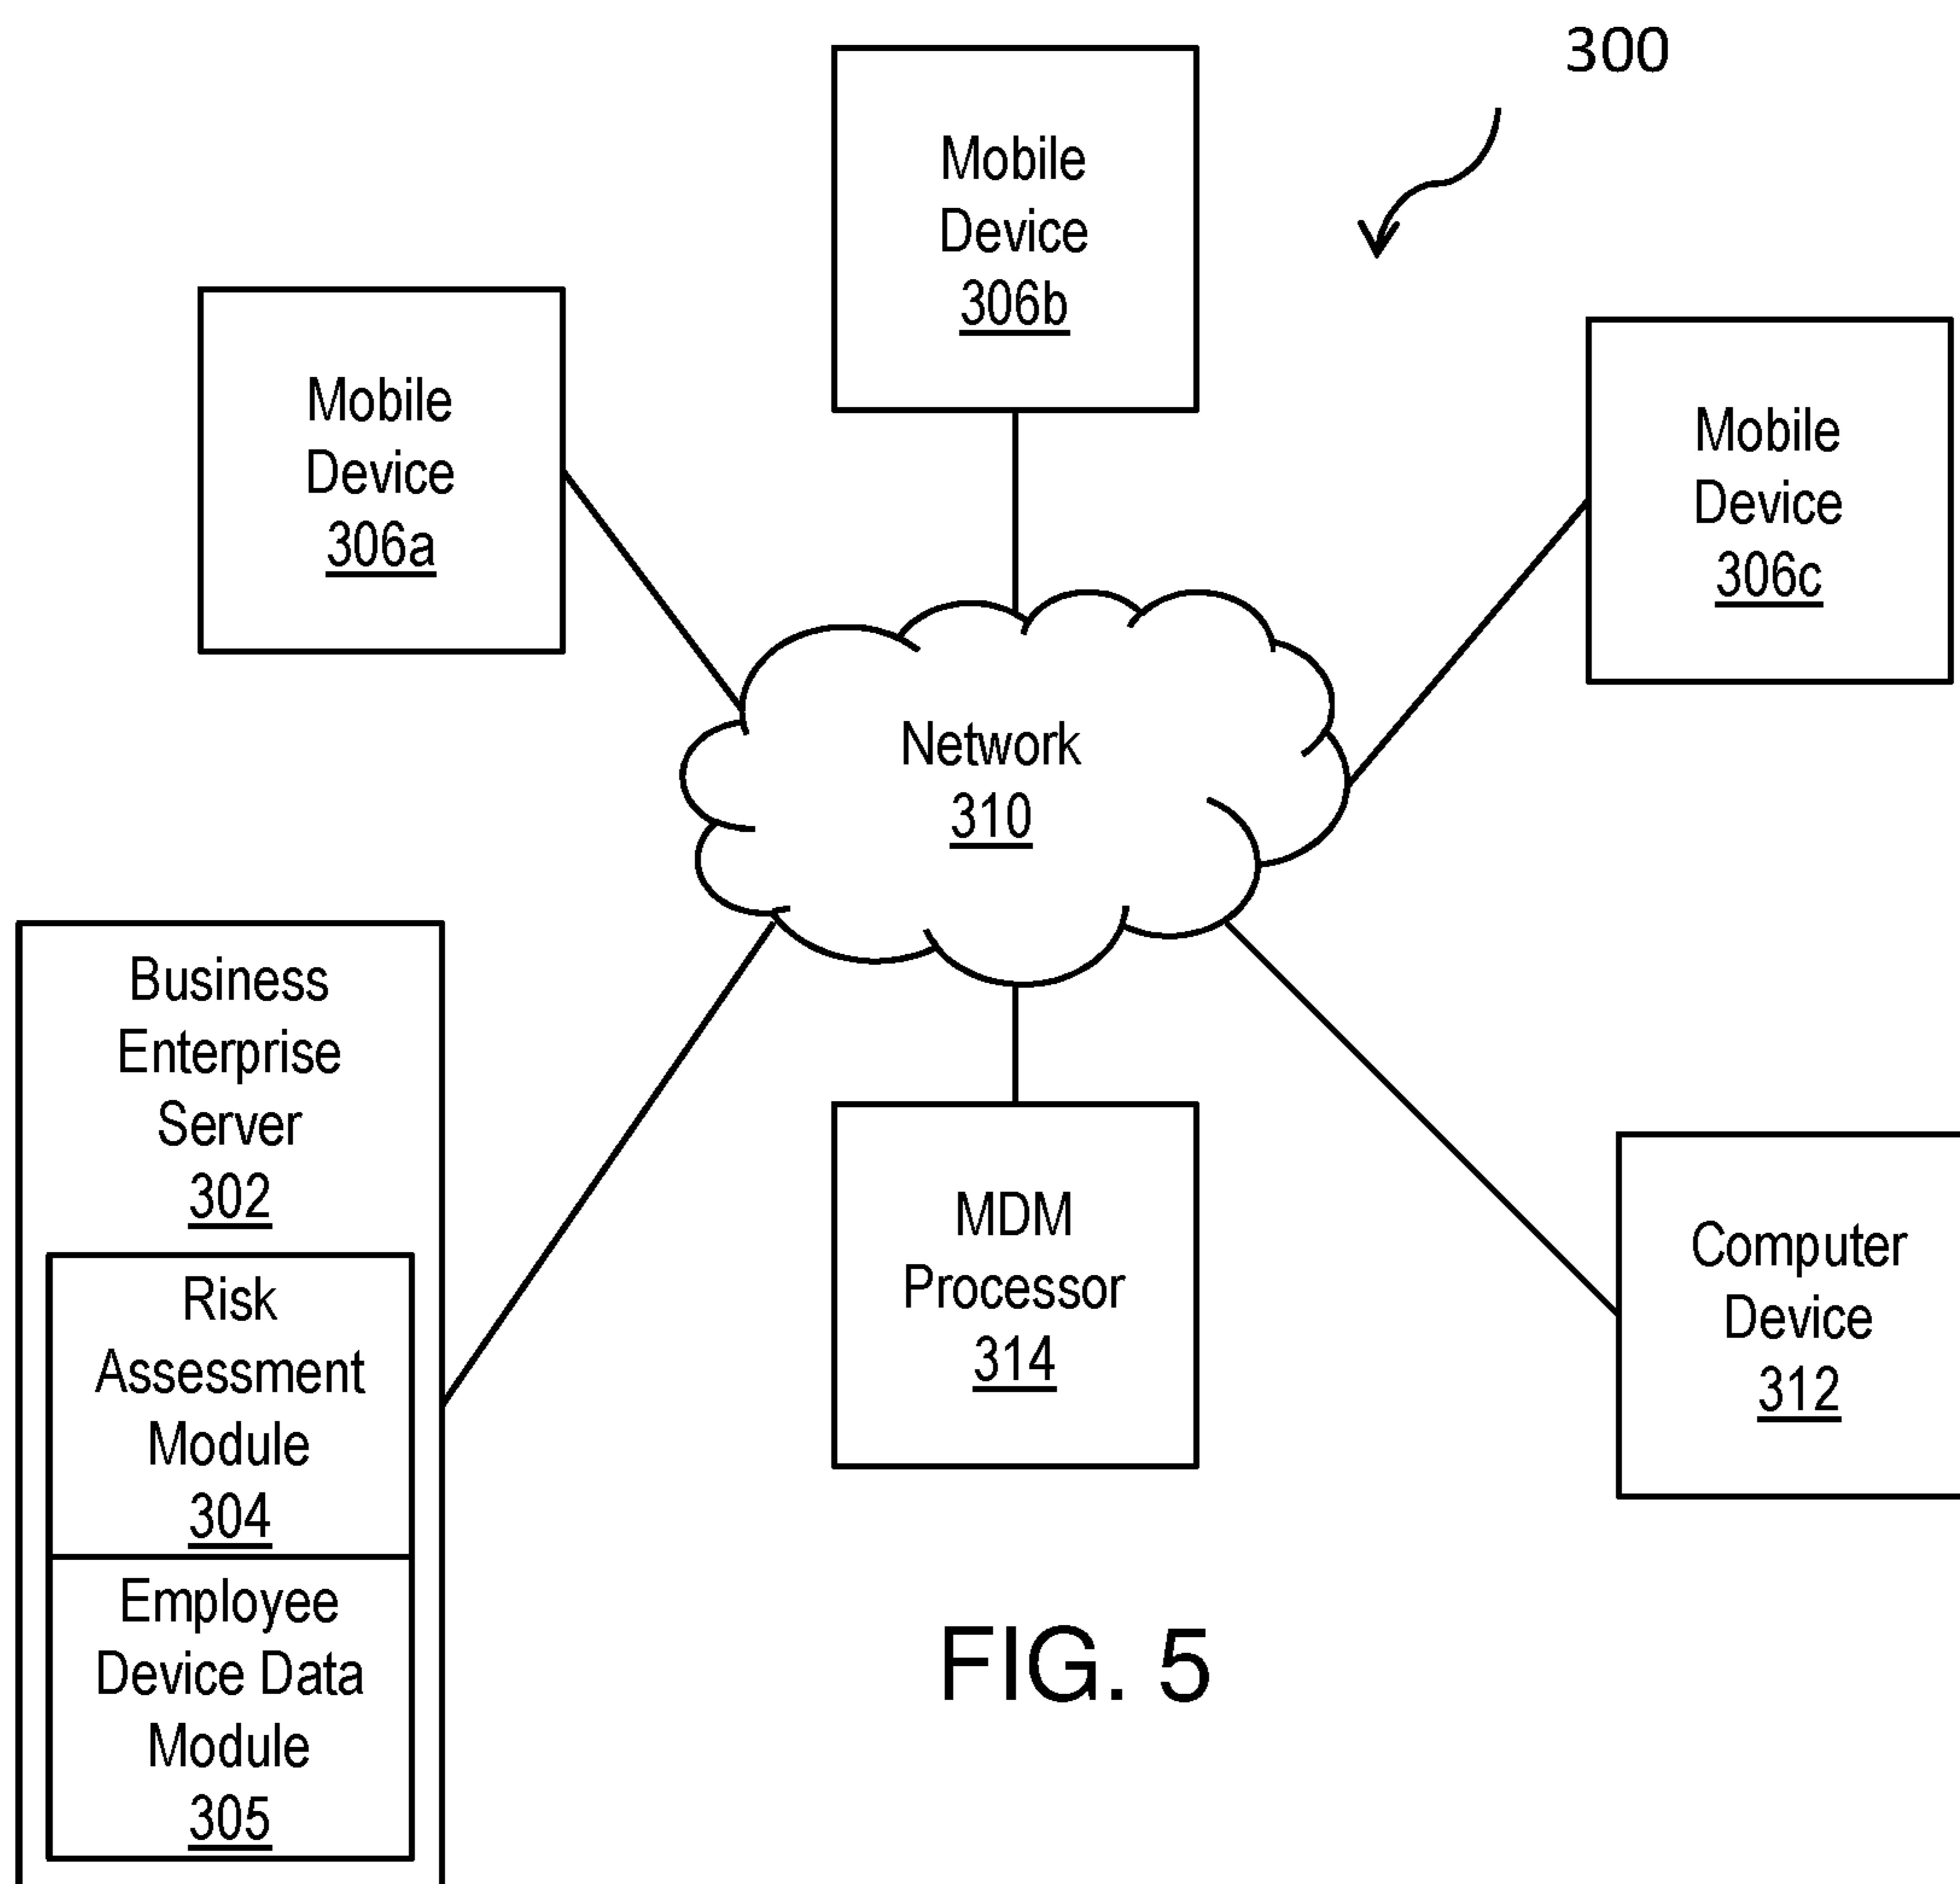 300
Mobile
Device
306b
Mobile
Device
306a
Mobile
Device
306c
Network
310
Business
Enterprise
Server
302
Risk
Assessment
Module
304
Employee
Device Data
Module
305
MDM
Processor
314
Computer
Device
312
FIG. 5